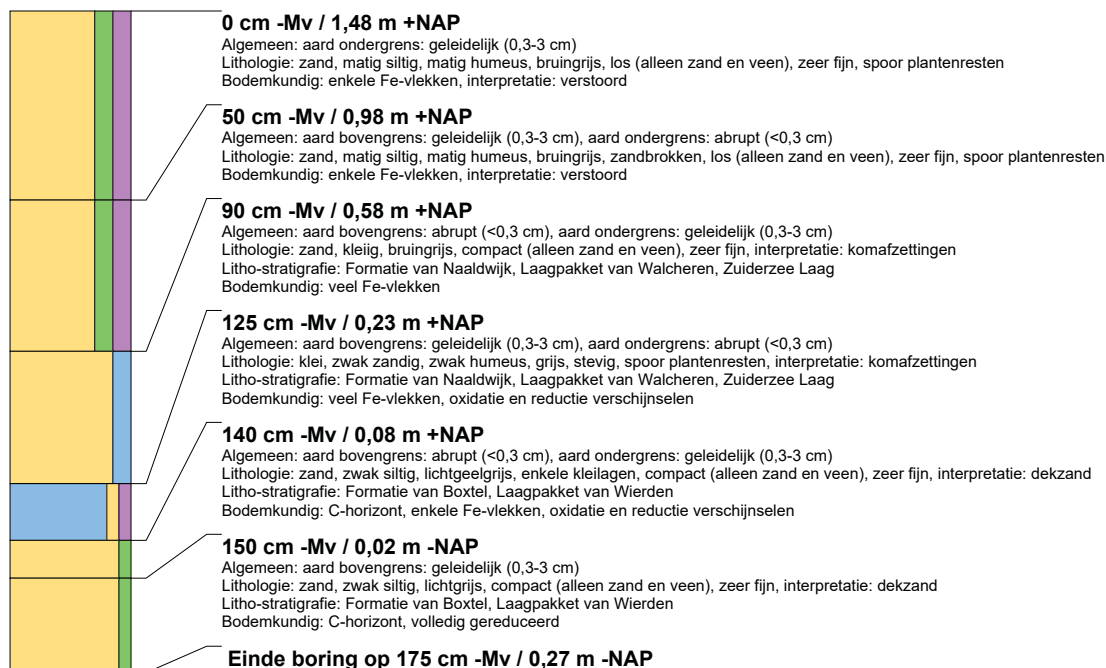 0 cm -Mv / 1,48 m +NAP
Algemeen: aard ondergrens: geleidelijk (0,3-3 cm)
Lithologie: zand, matig siltig, matig humeus, bruingrijs, los (alleen zand en veen), zeer fijn, spoor plantenresten
Bodemkundig: enkele Fe-vlekken, interpretatie: verstoord
50 cm -Mv / 0,98 m +NAP
Algemeen: aard bovengrens: geleidelijk (0,3-3 cm), aard ondergrens: abrupt (<0,3 cm)
Lithologie: zand, matig siltig, matig humeus, bruingrijs, zandbrokken, los (alleen zand en veen), zeer fijn, spoor plantenresten
Bodemkundig: enkele Fe-vlekken, interpretatie: verstoord
90 cm -Mv / 0,58 m +NAP
Algemeen: aard bovengrens: abrupt (<0,3 cm), aard ondergrens: geleidelijk (0,3-3 cm)
Lithologie: zand, kleiig, bruingrijs, compact (alleen zand en veen), zeer fijn, interpretatie: komafzettingen
Litho-stratigrafie: Formatie van Naaldwijk, Laagpakket van Walcheren, Zuiderzee Laag
Bodemkundig: veel Fe-vlekken
125 cm -Mv / 0,23 m +NAP
Algemeen: aard bovengrens: geleidelijk (0,3-3 cm), aard ondergrens: abrupt (<0,3 cm)
Lithologie: klei, zwak zandig, zwak humeus, grijs, stevig, spoor plantenresten, interpretatie: komafzettingen
Litho-stratigrafie: Formatie van Naaldwijk, Laagpakket van Walcheren, Zuiderzee Laag
Bodemkundig: veel Fe-vlekken, oxidatie en reductie verschijnselen
140 cm -Mv / 0,08 m +NAP
Algemeen: aard bovengrens: abrupt (<0,3 cm), aard ondergrens: geleidelijk (0,3-3 cm)
Lithologie: zand, zwak siltig, lichtgeelgrijs, enkele kleilagen, compact (alleen zand en veen), zeer fijn, interpretatie: dekzand
Litho-stratigrafie: Formatie van Boxtel, Laagpakket van Wierden
Bodemkundig: C-horizont, enkele Fe-vlekken, oxidatie en reductie verschijnselen
150 cm -Mv / 0,02 m -NAP
Algemeen: aard bovengrens: geleidelijk (0,3-3 cm)
Lithologie: zand, zwak siltig, lichtgrijs, compact (alleen zand en veen), zeer fijn, interpretatie: dekzand
Litho-stratigrafie: Formatie van Boxtel, Laagpakket van Wierden
Bodemkundig: C-horizont, volledig gereduceerd
Einde boring op 175 cm -Mv / 0,27 m -NAP